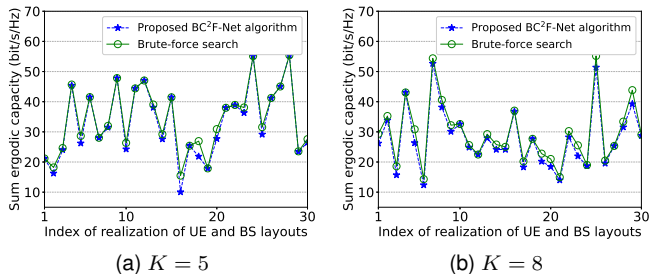 70
60
50
40
30
20
10
Sum ergodic capacity (bit/s/Hz)
Proposed BC²F-Net algorithm
Brute-force search
1
10
20
30
Index of realization of UE and BS layouts
(a) K = 5
70
60
50
40
30
20
10
Sum ergodic capacity (bit/s/Hz)
Proposed BC²F-Net algorithm
Brute-force search
1
10
20
30
Index of realization of UE and BS layouts
(b) K = 8